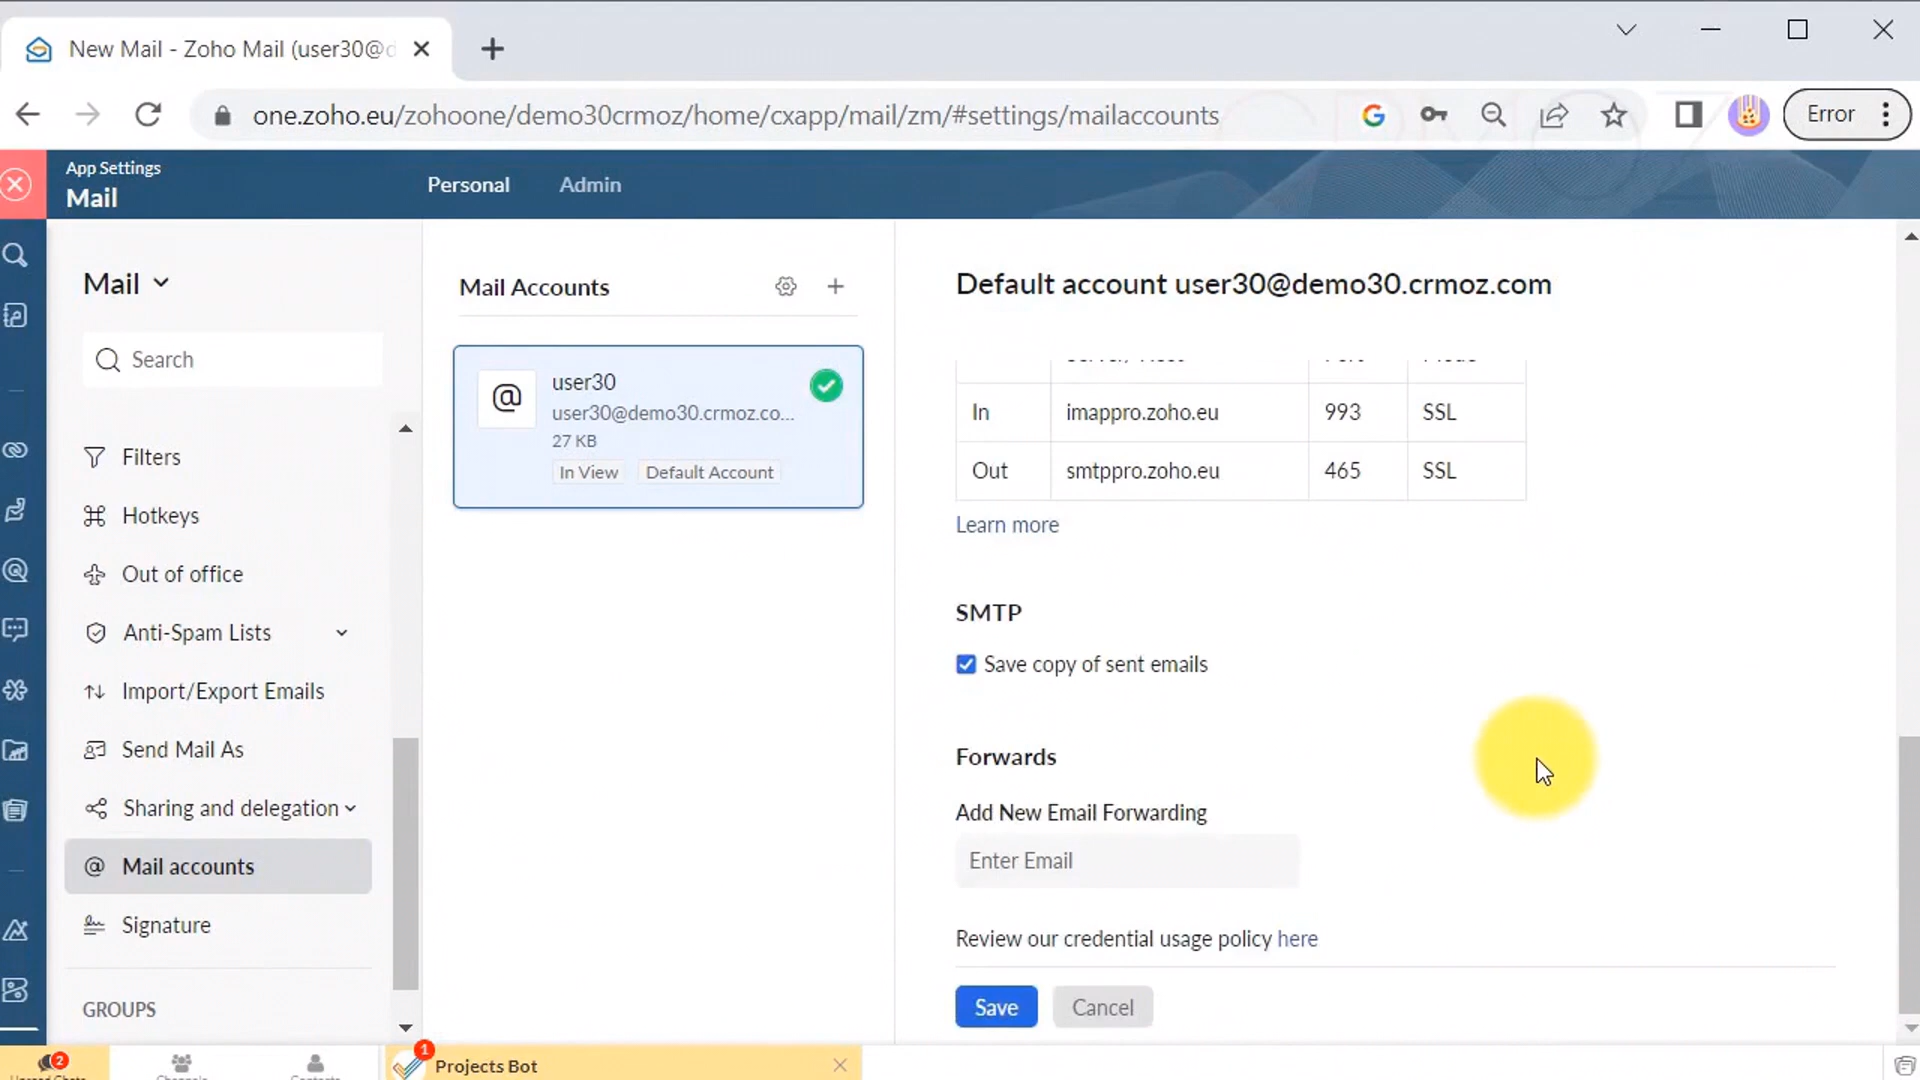 New Mail - Zoho Mail (user30@d
one.zoho.eu/zohoone/demo30crmoz/home/cxapp/mail/zm/#settings/mailaccounts
Error
App Settings
Mail
Personal
Admin
Mail
Search
Filters
Hotkeys
Out of office
Anti-Spam Lists
Import/Export Emails
Send Mail As
Sharing and delegation
Mail accounts
Signature
GROUPS
Mail Accounts
@
user30
user30@demo30.crmoz.co...
27 KB
In View
Default Account
Default account user30@demo30.crmoz.com
In imappro.zoho.eu 993 SSL
Out smtppro.zoho.eu 465 SSL
Learn more
SMTP
Save copy of sent emails
Forwards
Add New Email Forwarding
Enter Email
Review our credential usage policy here
Save
Cancel
2
1
Projects Bot